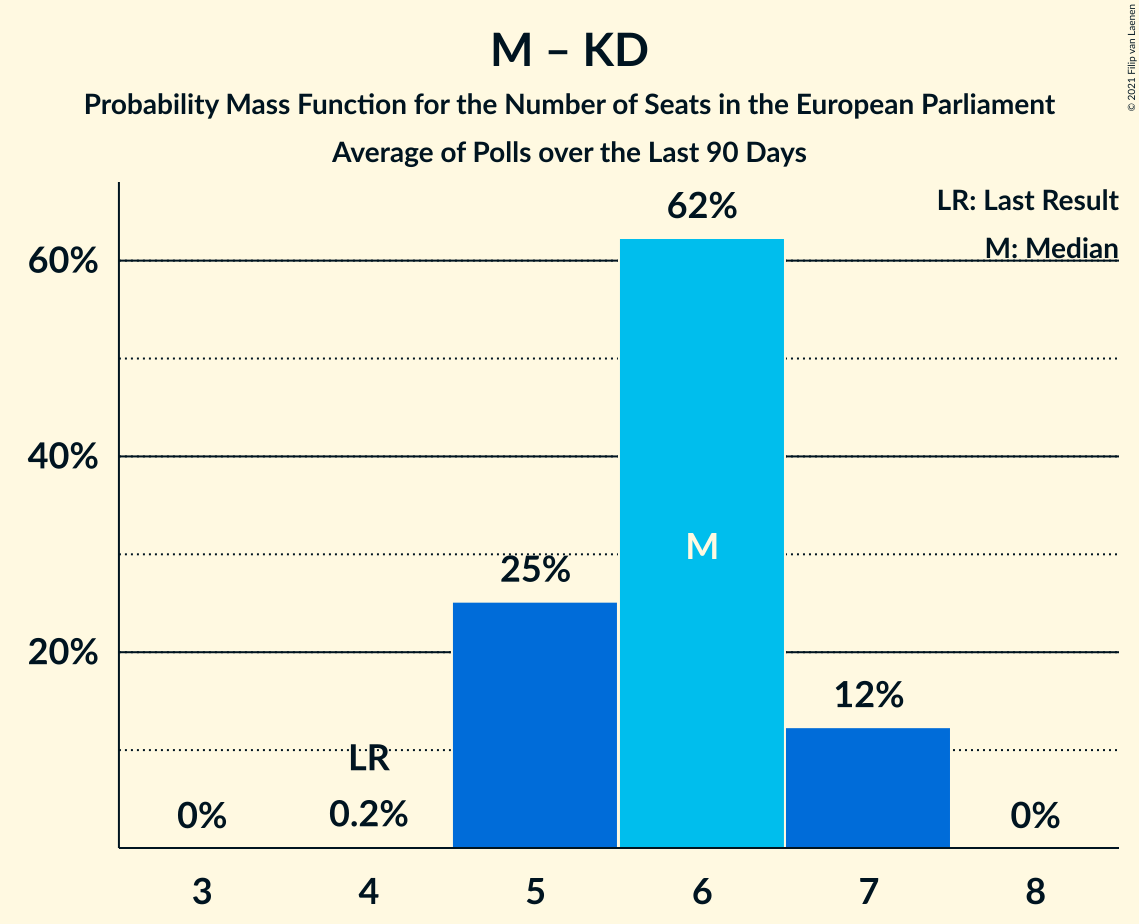 M – KD
Probability Mass Function for the Number of Seats in the European Parliament
Average of Polls over the Last 90 Days
© 2021 Filip van Laenen
LR: Last Result
M: Median
62%
60%
40%
M
25%
20%
12%
LR
0%
0.2%
0%
3
4
5
6
7
8